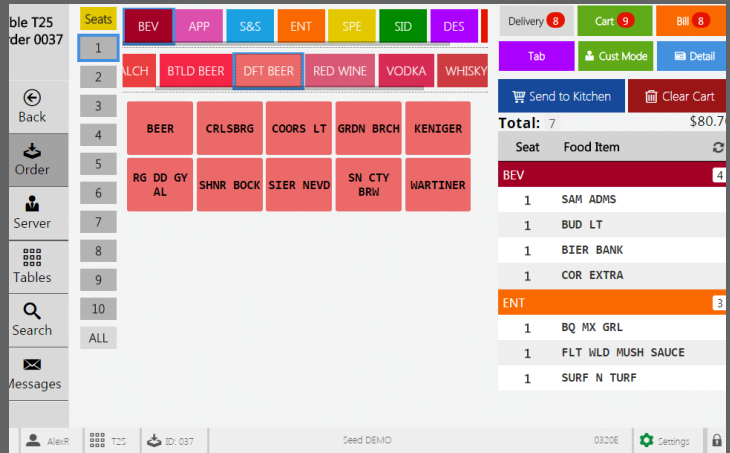 ble T25
rder 0037
Back
Order
Server
Tables
Search
Messages
Seats
1
2
3
4
5
6
7
8
9
10
ALL
BEV APP S&S ENT SPE SID DES
ALCH BTLD BEER DFT BEER RED WINE VODKA WHISKY
BEER CRLSBRG COORS LT GRDN BRCH KENIGER
RG DD GY
AL
SHNR BOCK SIER NEVD
SN CTY
BRW
WARTINER
Delivery 8 Cart 9 Bill 8
Tab Cust Mode Detail
Send to Kitchen Clear Cart
Total: 7 $80.70
Seat Food Item
BEV 4
1 SAM ADMS
1 BUD LT
1 BIER BANK
1 COR EXTRA
ENT 3
1 BQ MX GRL
1 FLT WLD MUSH SAUCE
1 SURF N TURF
AlexR T25 ID: 037 Seed DEMO 0320E Settings